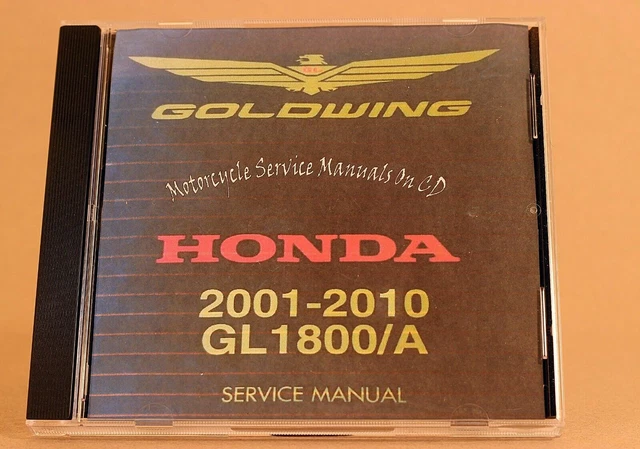 GOLDWING
Motorcycle Service Manuals On CD
HONDA
2001-2010
GL1800/A
SERVICE MANUAL